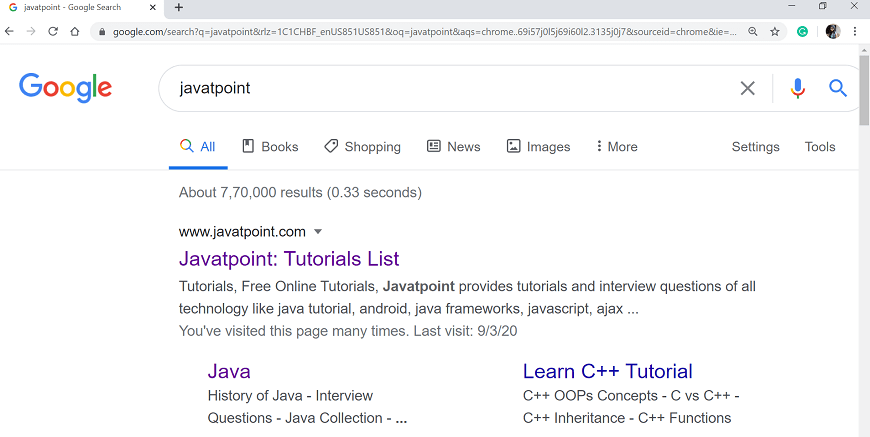 javatpoint - Google Search
google.com/search?q=javatpoint&rlz=1C1CHBF_enUS851US851&oq=javatpoint&aqs=chrome..69i57j0l5j69i60l2.3135j0j7&sourceid=chrome&ie=...
Google
javatpoint
All Books Shopping News Images More Settings Tools
About 7,70,000 results (0.33 seconds)
www.javatpoint.com
Javatpoint: Tutorials List
Tutorials, Free Online Tutorials, Javatpoint provides tutorials and interview questions of all
technology like java tutorial, android, java frameworks, javascript, ajax ...
You've visited this page many times. Last visit: 9/3/20
Java
History of Java - Interview
Questions - Java Collection - ...
Learn C++ Tutorial
C++ OOPs Concepts - C vs C++ -
C++ Inheritance - C++ Functions